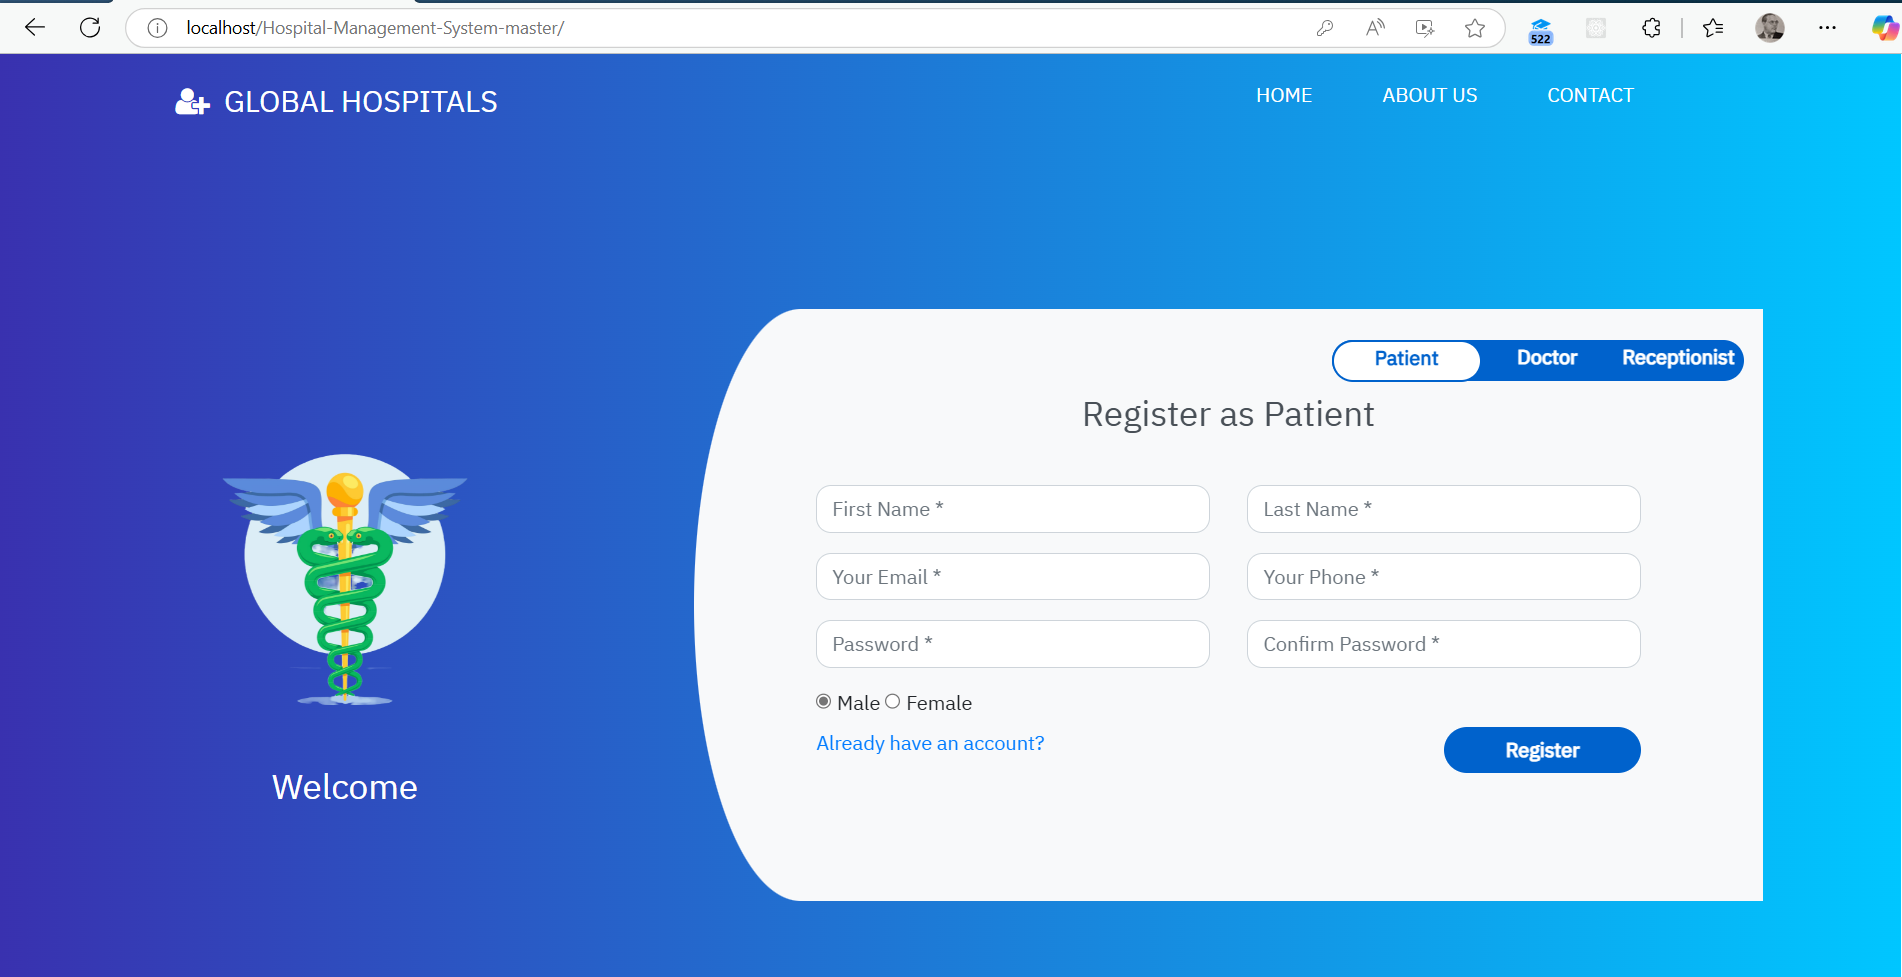 localhost/Hospital-Management-System-master/
522
GLOBAL HOSPITALS
HOME ABOUT US CONTACT
Patient Doctor Receptionist
Register as Patient
First Name * Last Name *
Your Email * Your Phone *
Password * Confirm Password *
Male Female
Already have an account?
Register
Welcome